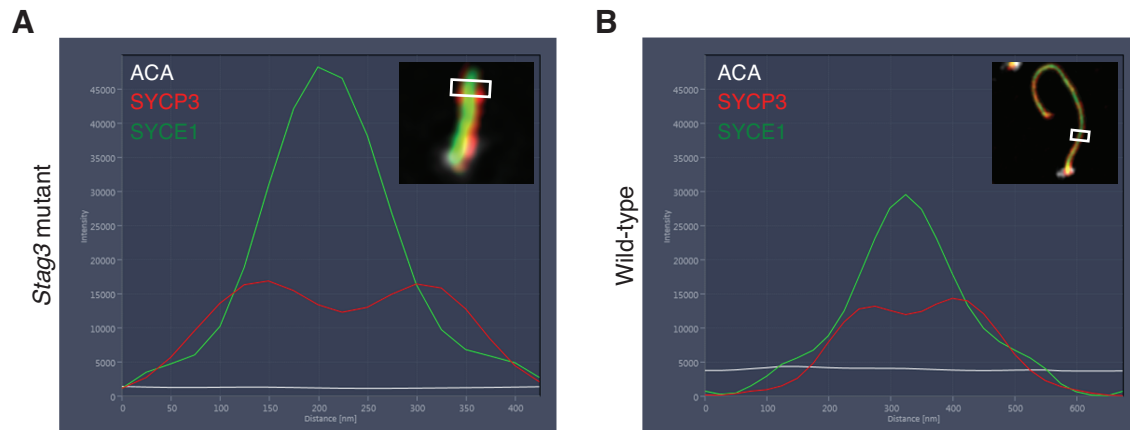 A
Stag3 mutant
ACA
SYCP3
SYCE1
Intensity
45000
40000
35000
30000
25000
20000
15000
10000
5000
0
0 50 100 150 200 250 300 350 400
Distance [nm]
B
Wild-type
ACA
SYCP3
SYCE1
Intensity
45000
40000
35000
30000
25000
20000
15000
10000
5000
0
0 100 200 300 400 500 600
Distance [nm]